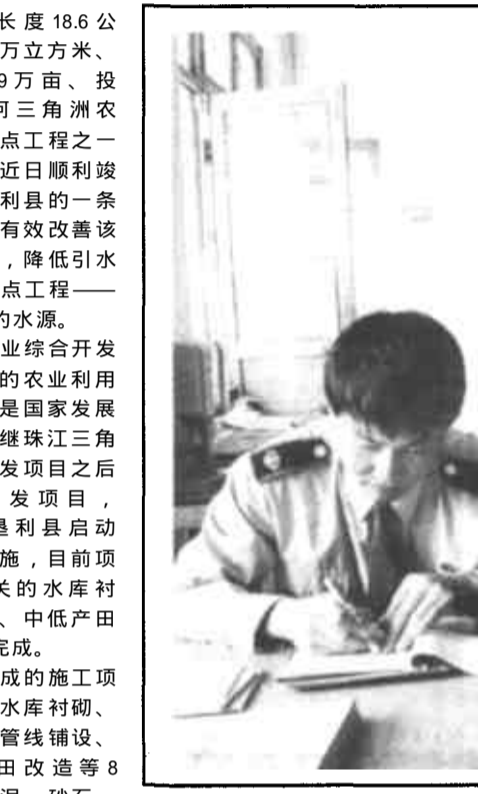 长度18.6公
万立方米、
9万亩、投
河三角洲农
点工程之一
近日顺利竣
利县的一条
有效改善该
，降低引水
点工程——
的水源。
业综合开发
的农业利用
是国家发展
继珠江三角
发项目之后
发项目，
垦利县启动
施，目前项
关的水库衬
、中低产田
完成。
成的施工项
水库衬砌、
管线铺设、
田改造等8
泥、砂石